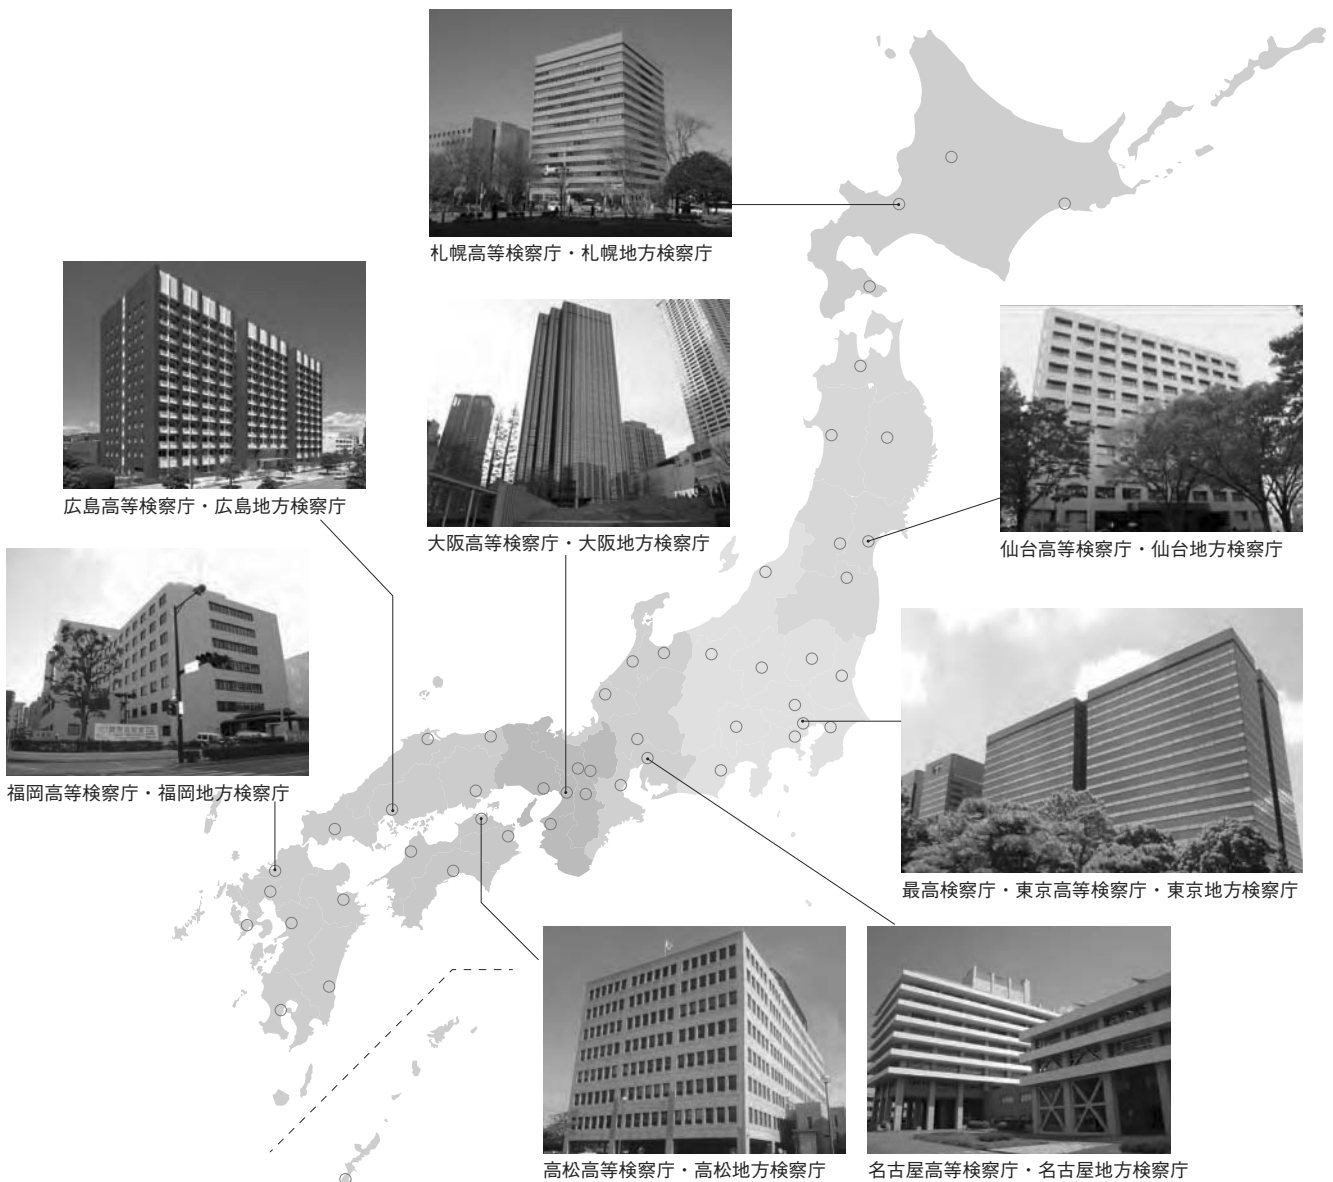 札幌高等検察庁・札幌地方検察庁
広島高等検察庁・広島地方検察庁
大阪高等検察庁・大阪地方検察庁
仙台高等検察庁・仙台地方検察庁
福岡高等検察庁・福岡地方検察庁
最高検察庁・東京高等検察庁・東京地方検察庁
高松高等検察庁・高松地方検察庁
名古屋高等検察庁・名古屋地方検察庁